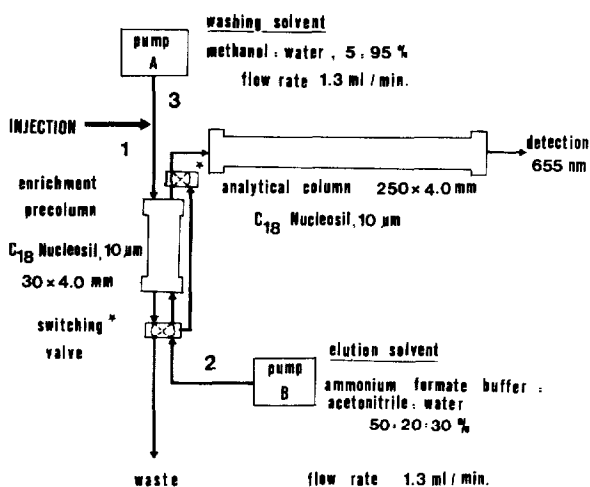 washing solvent
pump A
methanol : water , 5 : 95 %
flow rate 1.3 ml / min.
3
INJECTION
1
detection
655 nm
*
enrichment
precolumn
analytical column 250 × 4.0 mm
C18 Nucleosil, 10 µm
C18 Nucleosil, 10 µm
30 × 4.0 mm
switching *
valve
2
elution solvent
pump B
ammonium formate buffer :
acetonitrile : water
50 : 20 : 30 %
waste
flow rate 1.3 ml / min.